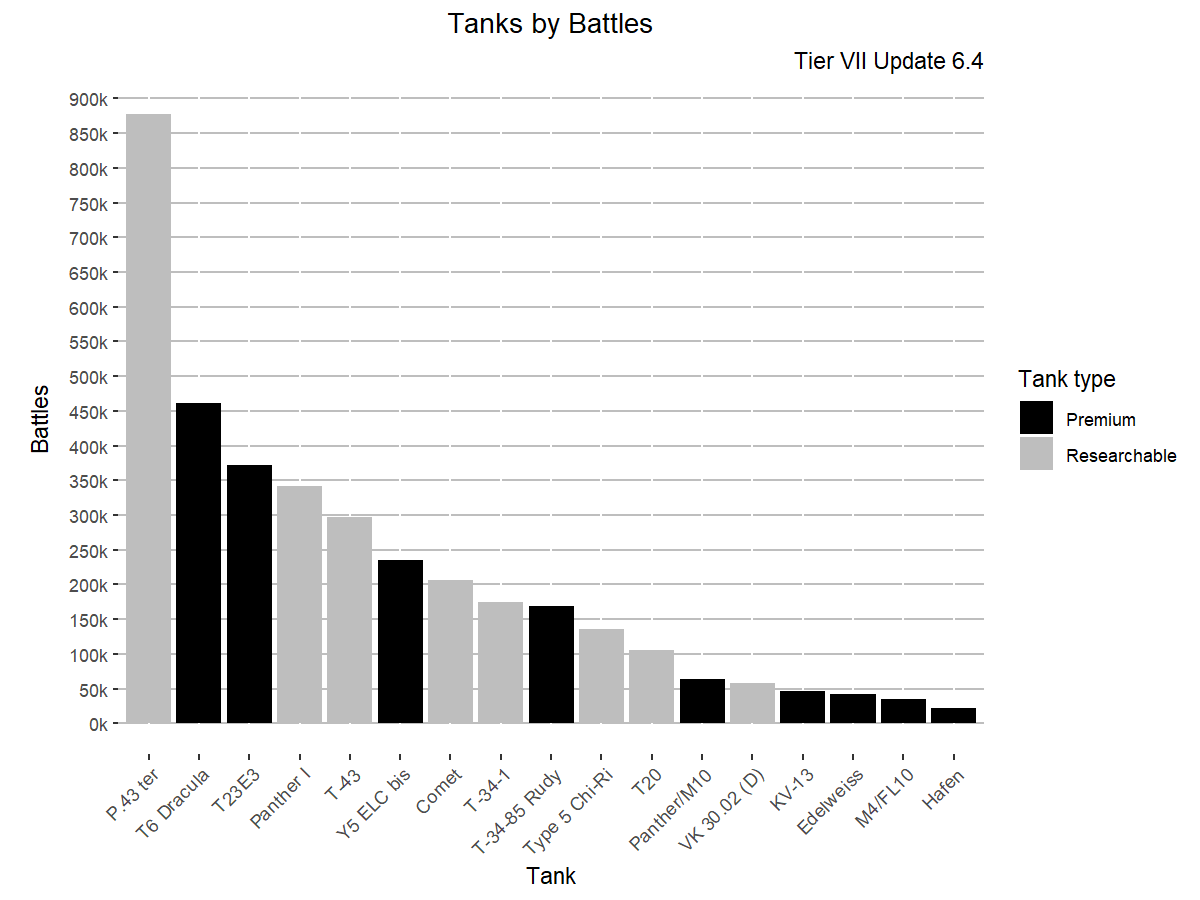 Tanks by Battles
Tier VII Update 6.4
900k
850k
800k
750k
700k
650k
600k
550k
500k
450k
400k
350k
300k
250k
200k
150k
100k
50k
0k
Battles
P.43 ter
T6 Dracula
T23E3
Panther I
T-43
Y5 ELC bis
Comet
T-34-1
T-34-85 Rudy
Type 5 Chi-Ri
T20
Panther/M10
VK 30.02 (D)
KV-13
Edelweiss
M4/FL10
Hafen
Tank
Tank type
Premium
Researchable